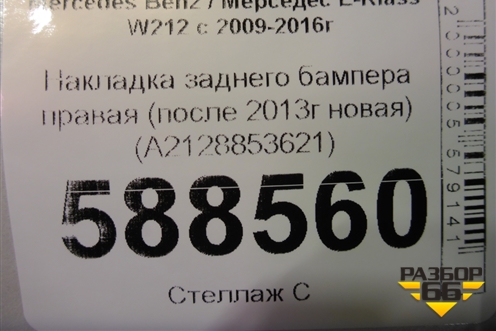 Mercedes Benz / Мерседес E-Klass
W212 с 2009-2016г
Накладка заднего бампера
правая (после 2013г новая)
(A2128853621)
588560
Стеллаж С
2000005579141
РАЗБОР
66